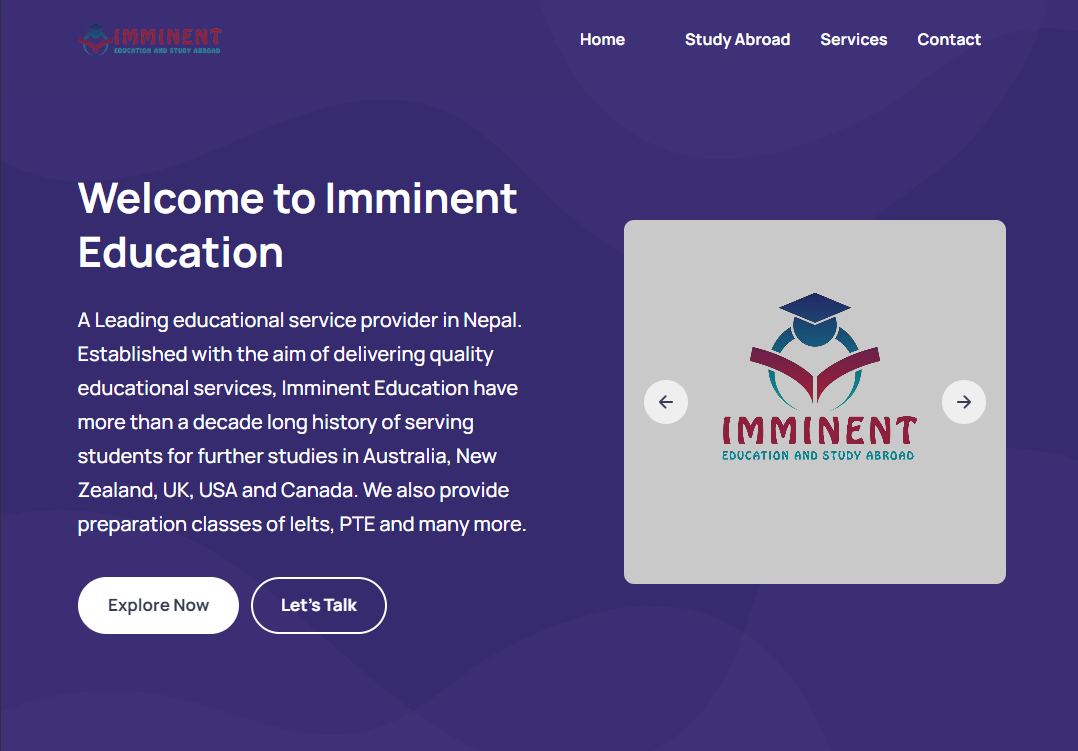 IMMINENT
EDUCATION AND STUDY ABROAD
Home Study Abroad Services Contact
Welcome to Imminent
Education
A Leading educational service provider in Nepal.
Established with the aim of delivering quality
educational services, Imminent Education have
more than a decade long history of serving
students for further studies in Australia, New
Zealand, UK, USA and Canada. We also provide
preparation classes of Ielts, PTE and many more.
Explore Now Let's Talk
IMMINENT
EDUCATION AND STUDY ABROAD